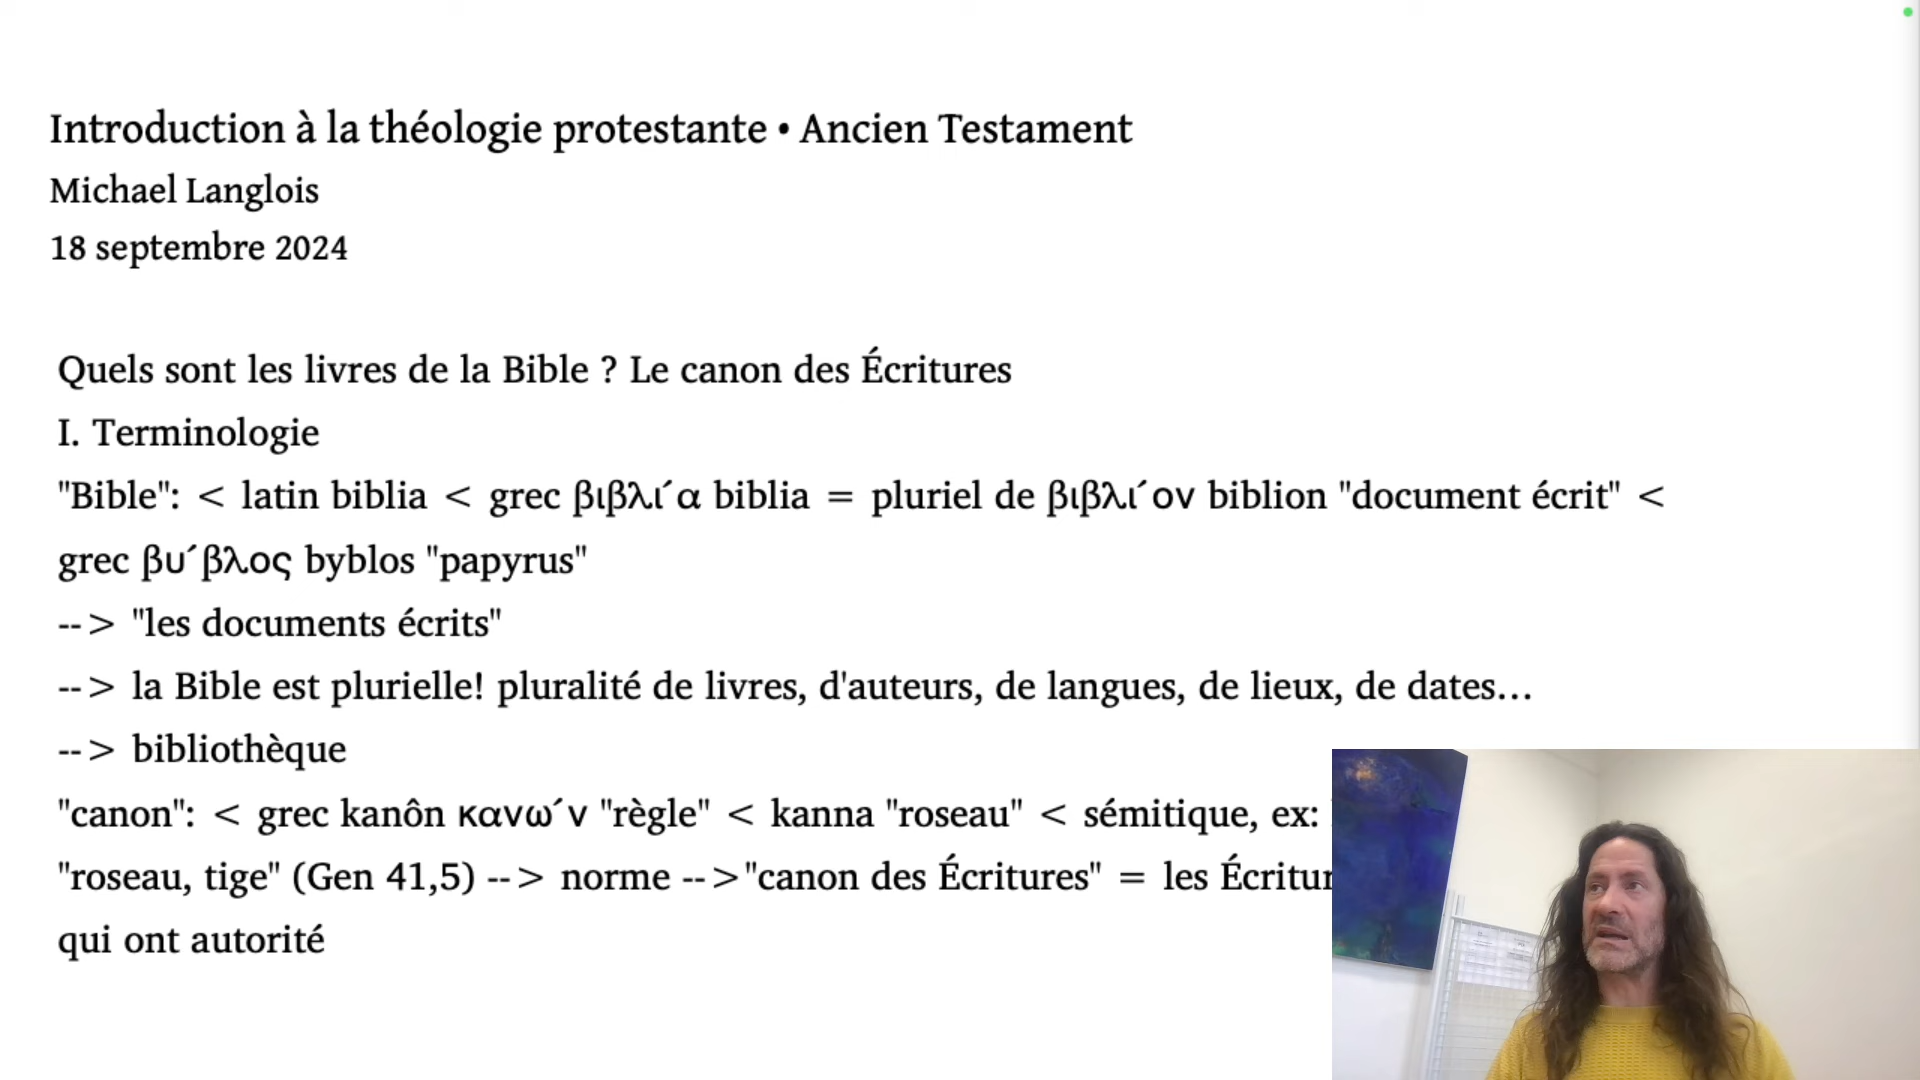 Introduction à la théologie protestante • Ancien Testament
Michael Langlois
18 septembre 2024
Quels sont les livres de la Bible ? Le canon des Écritures
I. Terminologie
"Bible": < latin biblia < grec βιβλι´α biblia = pluriel de βιβλι´ον biblion "document écrit" <
grec βυ´βλος byblos "papyrus"
--> "les documents écrits"
--> la Bible est plurielle! pluralité de livres, d'auteurs, de langues, de lieux, de dates…
--> bibliothèque
"canon": < grec kanôn κανω´ν "règle" < kanna "roseau" < sémitique, ex:
"roseau, tige" (Gen 41,5) --> norme -->"canon des Écritures" = les
qui ont autorité